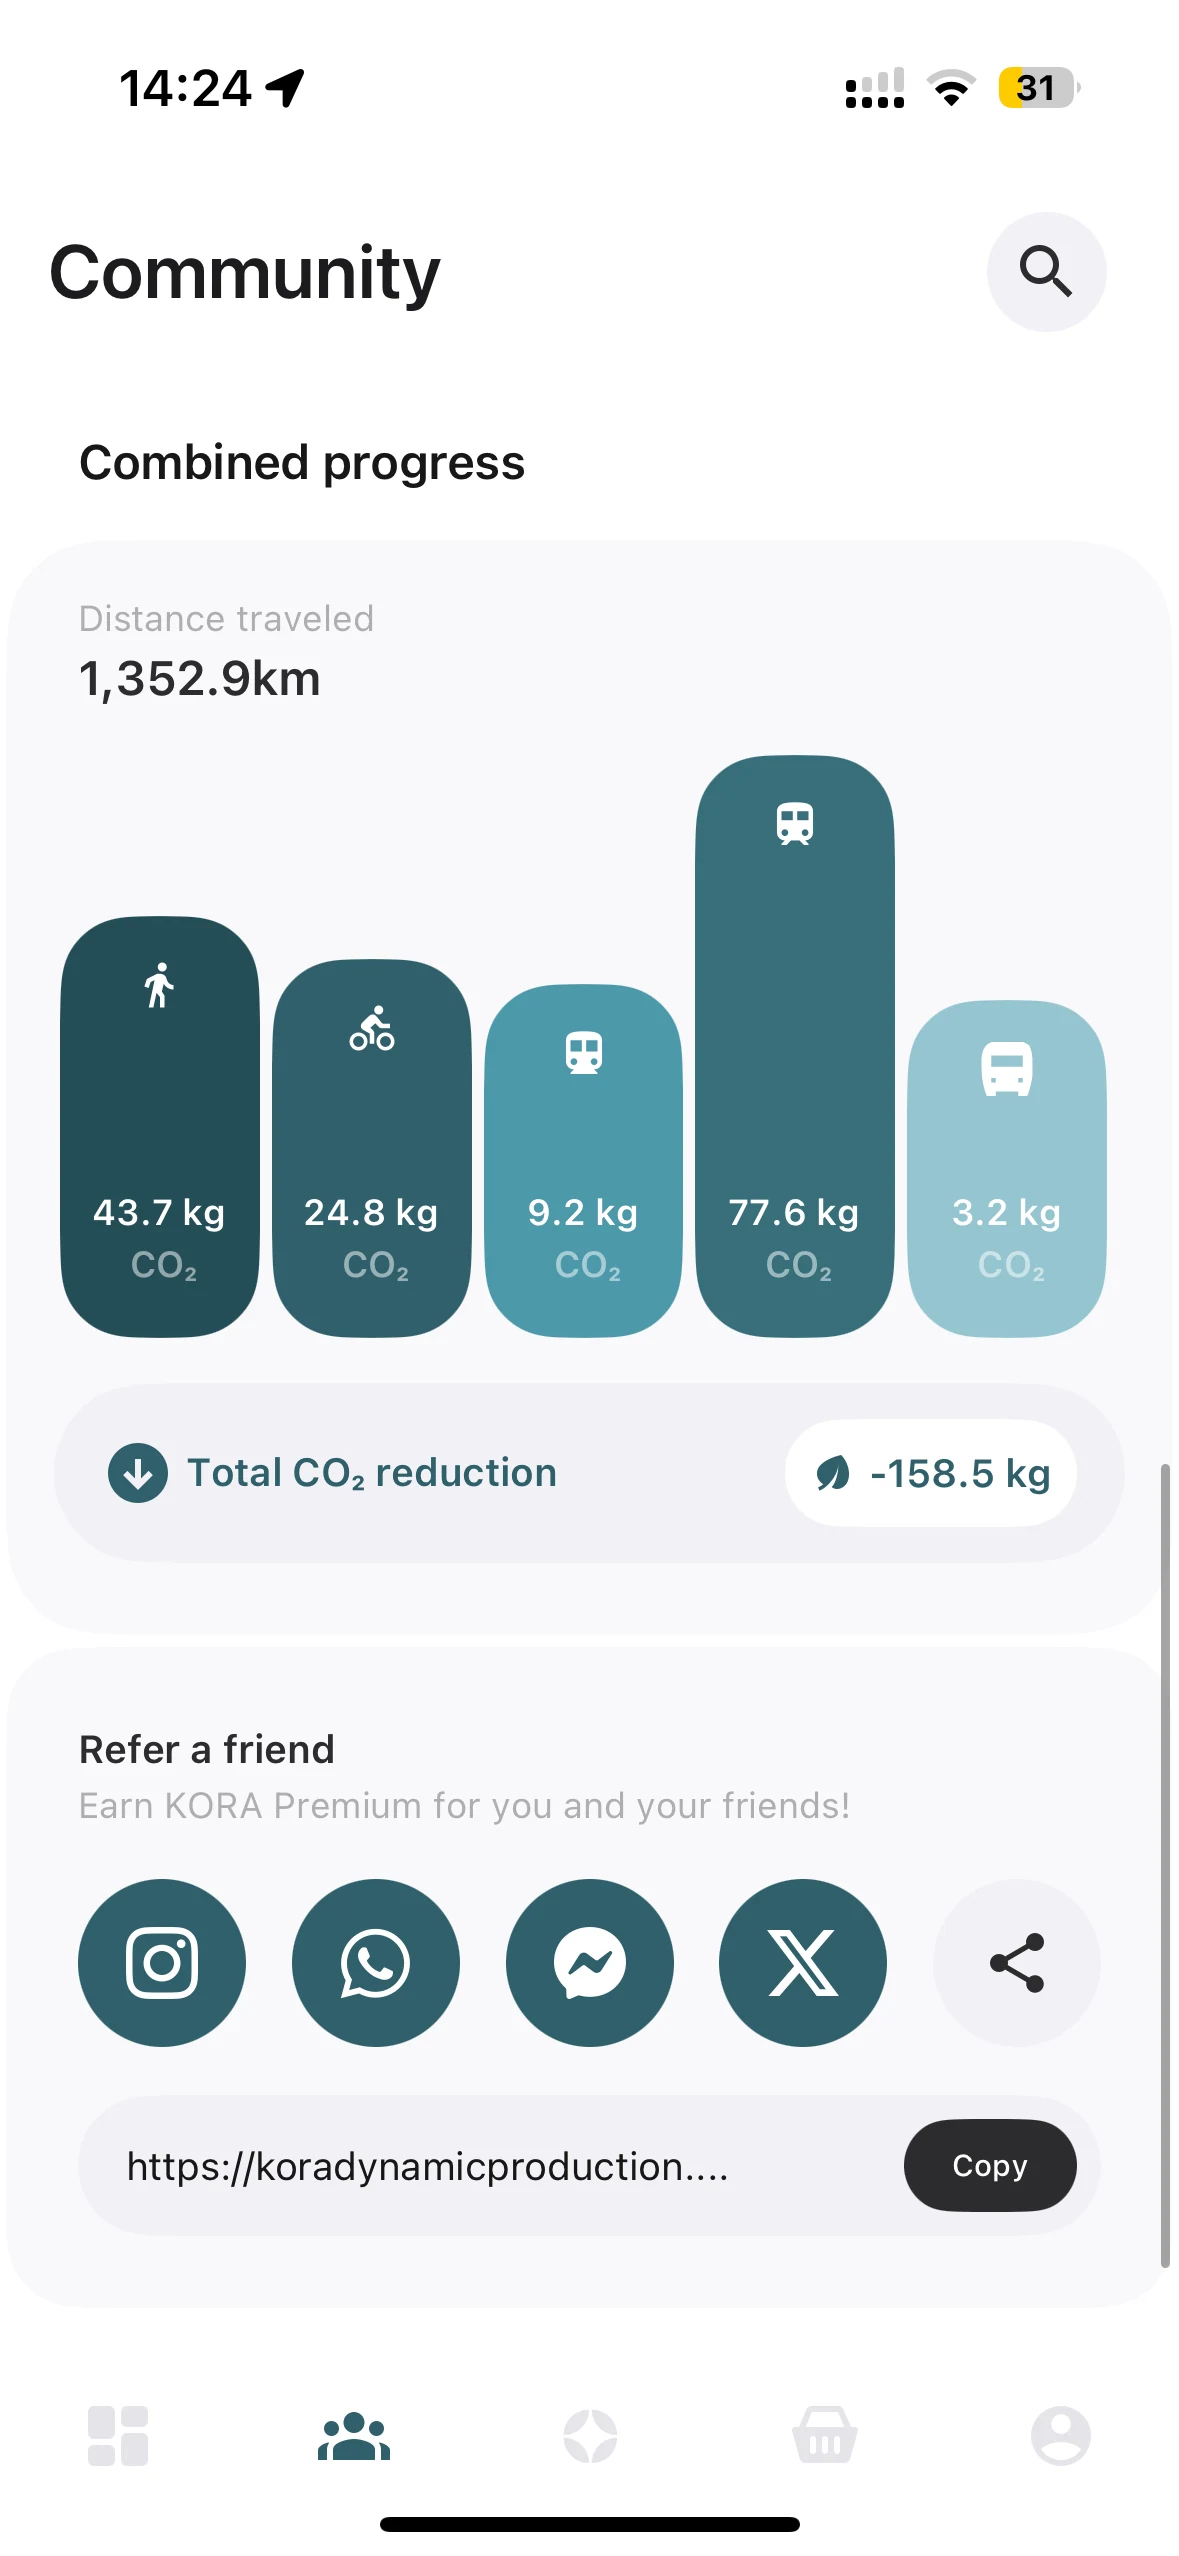 14:24
31
Community
Combined progress
Distance traveled
1,352.9km
43.7 kg
CO₂
24.8 kg
CO₂
9.2 kg
CO₂
77.6 kg
CO₂
3.2 kg
CO₂
Total CO₂ reduction
-158.5 kg
Refer a friend
Earn KORA Premium for you and your friends!
https://koradynamicproduction....
Copy